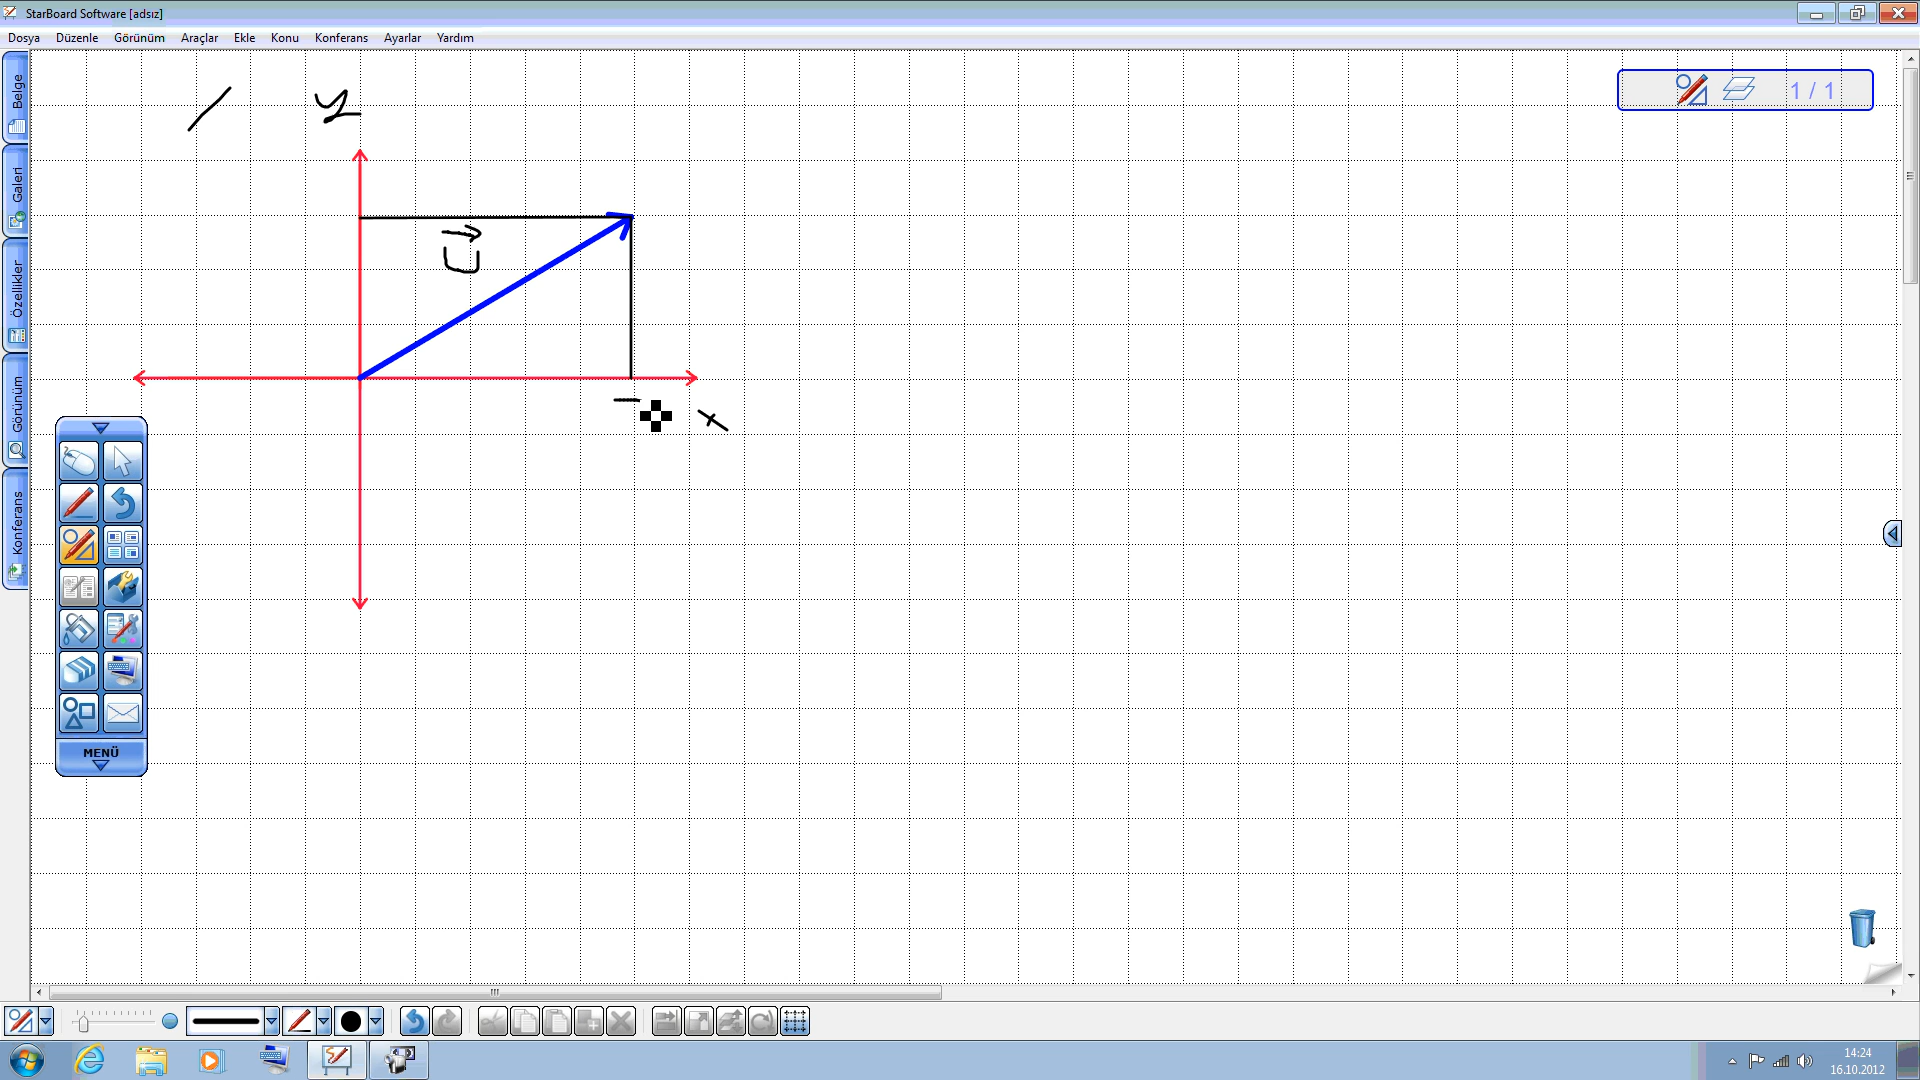 StarBoard Software [adsız]
Dosya Düzenle Görünüm Araçlar Ekle Konu Konferans Ayarlar Yardım
Belge
Galeri
Özellikler
Görünüm
Konferans
1 / 1
y
U
x
MENÜ
14:24
16.10.2012